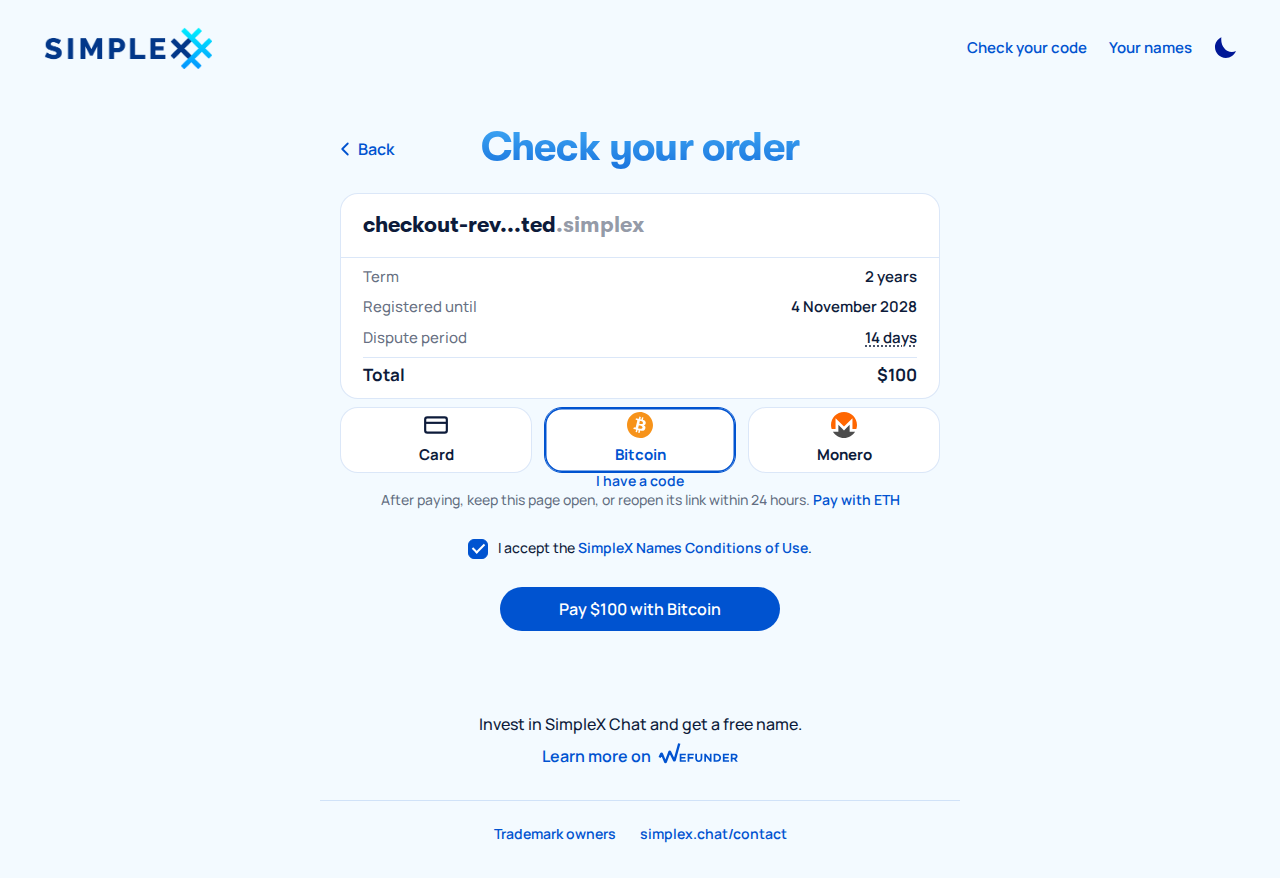 SIMPLEX
Check your code
Your names
Back
Check your order
checkout-rev...ted.simplex
Term
2 years
Registered until
4 November 2028
Dispute period
14 days
Total
$100
Card
Bitcoin
Monero
I have a code
After paying, keep this page open, or reopen its link within 24 hours. Pay with ETH
I accept the SimpleX Names Conditions of Use.
Pay $100 with Bitcoin
Invest in SimpleX Chat and get a free name.
Learn more on WEFUNDER
Trademark owners
simplex.chat/contact